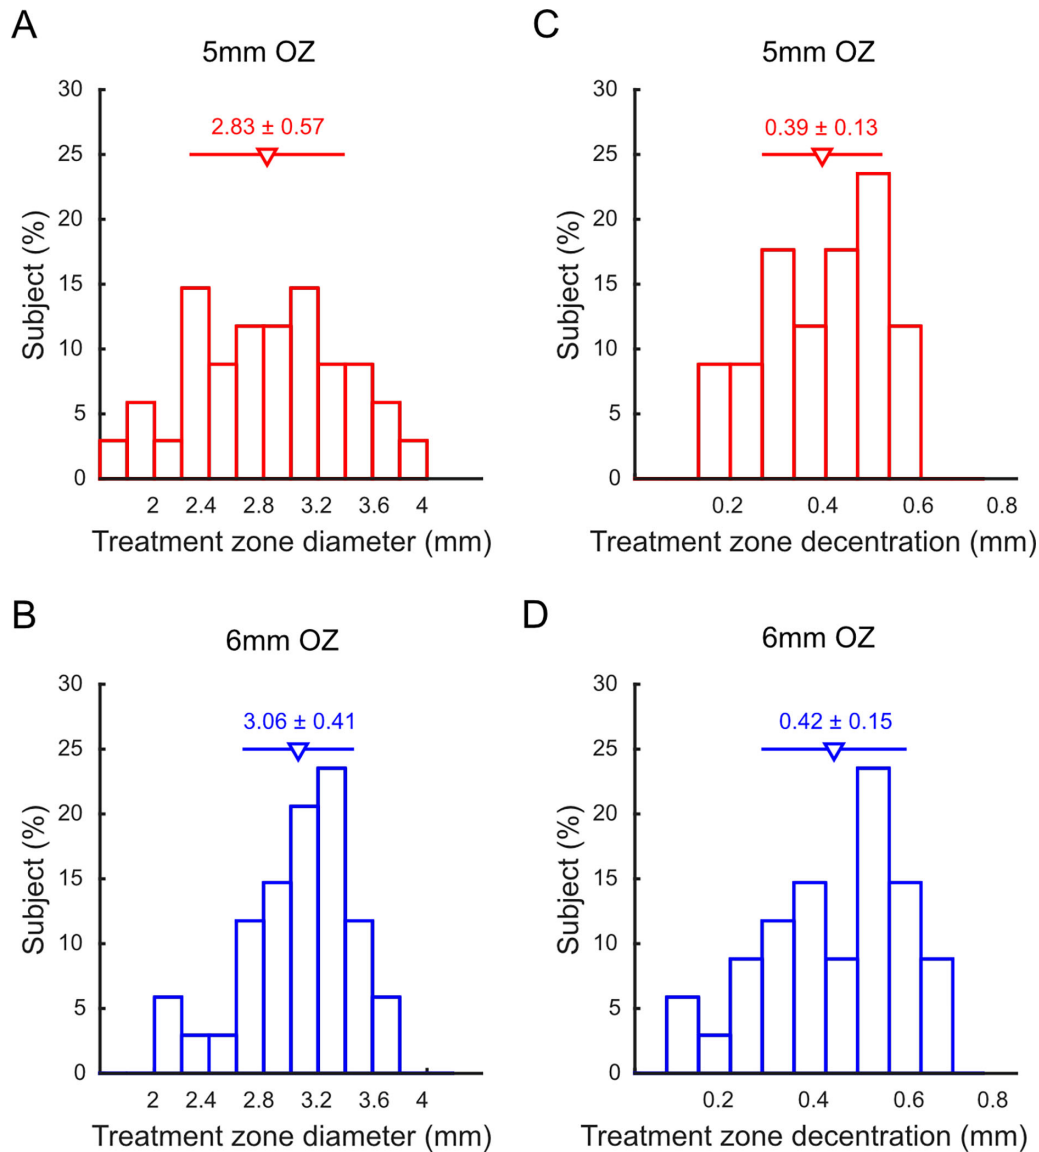 A
5mm OZ
30
25
20
15
10
5
0
Subject (%)
2.83 ± 0.57
2 2.4 2.8 3.2 3.6 4
Treatment zone diameter (mm)
C
5mm OZ
30
25
20
15
10
5
0
Subject (%)
0.39 ± 0.13
0.2 0.4 0.6 0.8
Treatment zone decentration (mm)
B
6mm OZ
30
25
20
15
10
5
0
Subject (%)
3.06 ± 0.41
2 2.4 2.8 3.2 3.6 4
Treatment zone diameter (mm)
D
6mm OZ
30
25
20
15
10
5
0
Subject (%)
0.42 ± 0.15
0.2 0.4 0.6 0.8
Treatment zone decentration (mm)